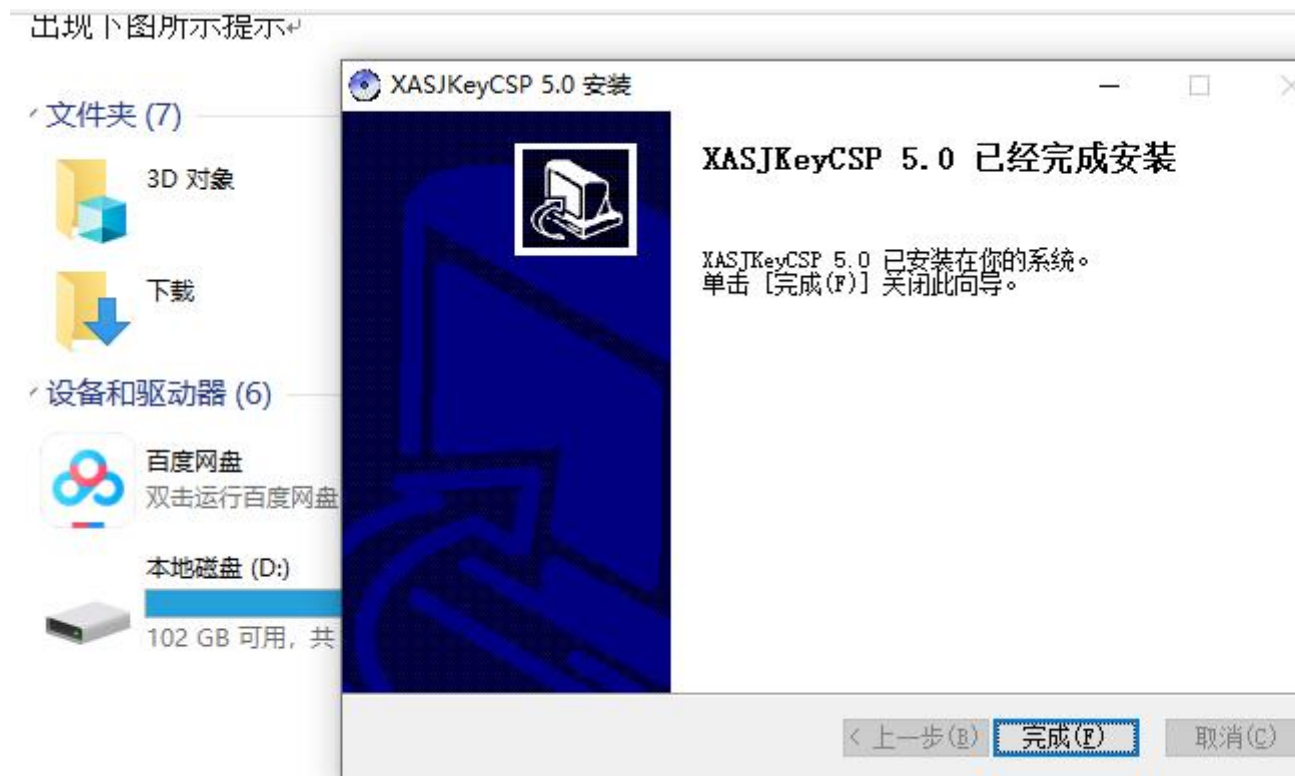 出现下图所示提示↵
XASJKeyCSP 5.0 安装
文件夹 (7)
3D 对象
下载
设备和驱动器 (6)
百度网盘
双击运行百度网盘
本地磁盘 (D:)
102 GB 可用，共
XASJKeyCSP 5.0 已经完成安装
XASJKeyCSP 5.0 已安装在你的系统。
单击 [完成(F)] 关闭此向导。
< 上一步(B)
完成(F)
取消(C)